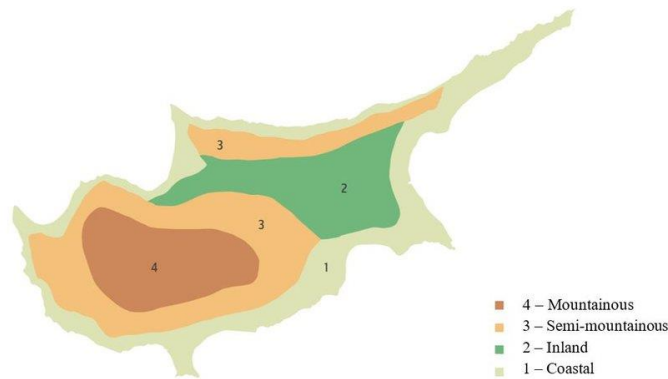 3
2
3
4
1
4 – Mountainous
3 – Semi-mountainous
2 – Inland
1 – Coastal